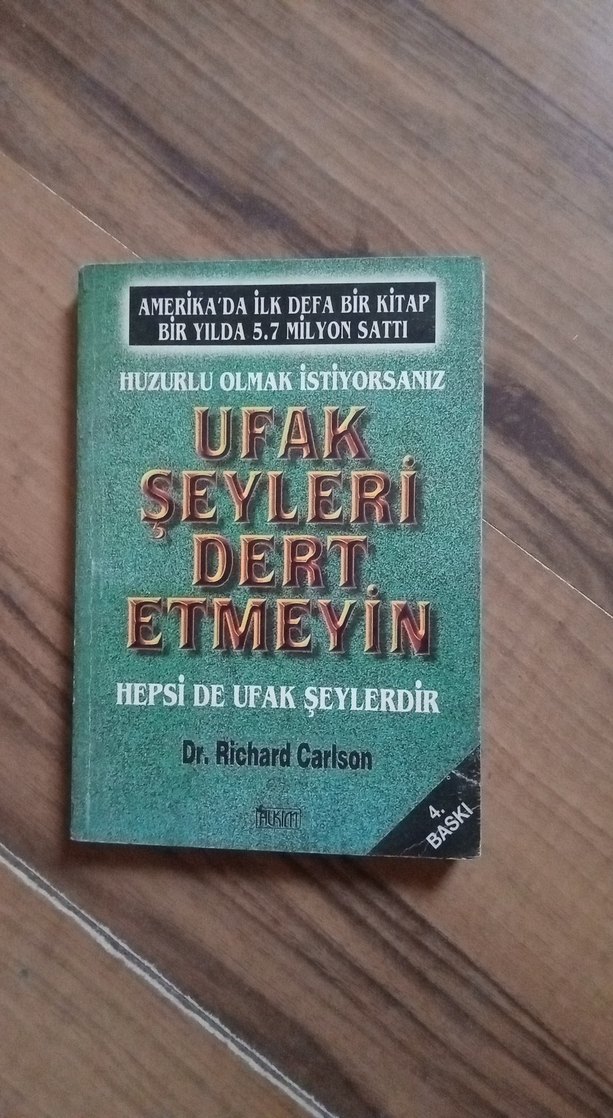 AMERİKA'DA İLK DEFA BİR KİTAP
BİR YILDA 5.7 MİLYON SATTI
HUZURLU OLMAK İSTİYORSANIZ
UFAK
ŞEYLERİ
DERT
ETMEYİN
HEPSİ DE UFAK ŞEYLERDİR
Dr. Richard Carlson
ALKIM
4.
BASKI